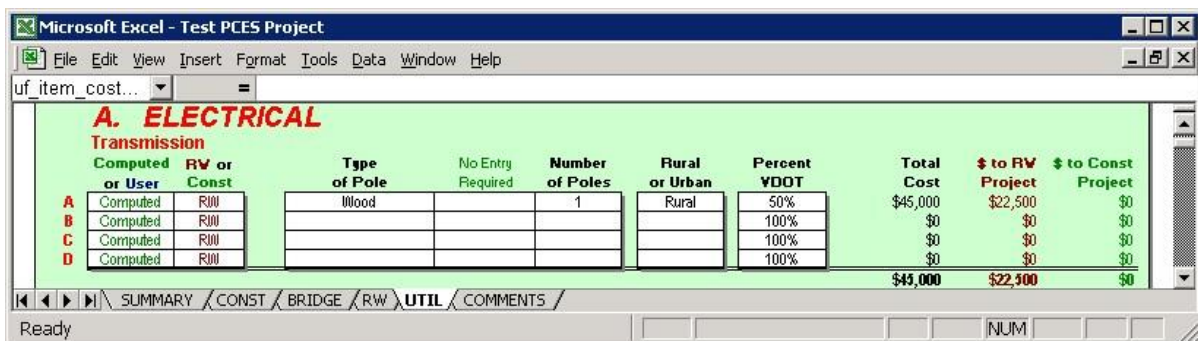 Microsoft Excel - Test PCES Project
File Edit View Insert Format Tools Data Window Help
uf_item_cost... =
A. ELECTRICAL
Transmission
Computed or User RW or Const Type of Pole No Entry Required Number of Poles Rural or Urban Percent VDOT Total Cost $ to RW Project $ to Const Project
A Computed RW Wood 1 Rural 50% $45,000 $22,500 $0
B Computed RW 100% $0 $0 $0
C Computed RW 100% $0 $0 $0
D Computed RW 100% $0 $0 $0
$45,000 $22,500 $0
SUMMARY CONST BRIDGE RW UTIL COMMENTS
Ready NUM